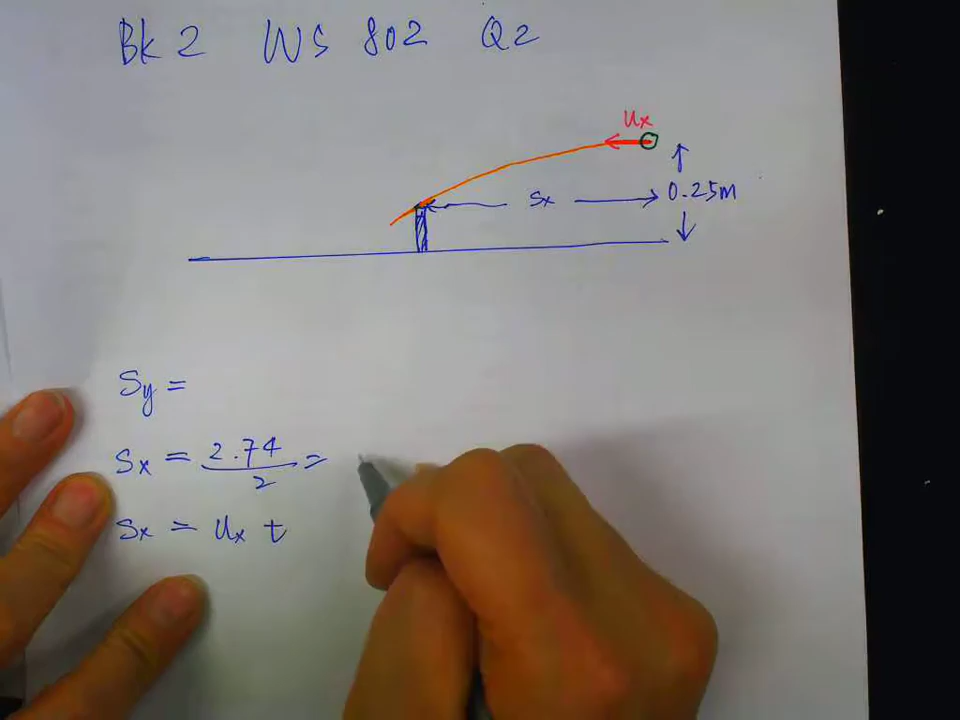 Bk 2 WS 802 Q2
Ux
Sx
0.25m
Sy =
Sx = 2.74/2 =
Sx = Ux t